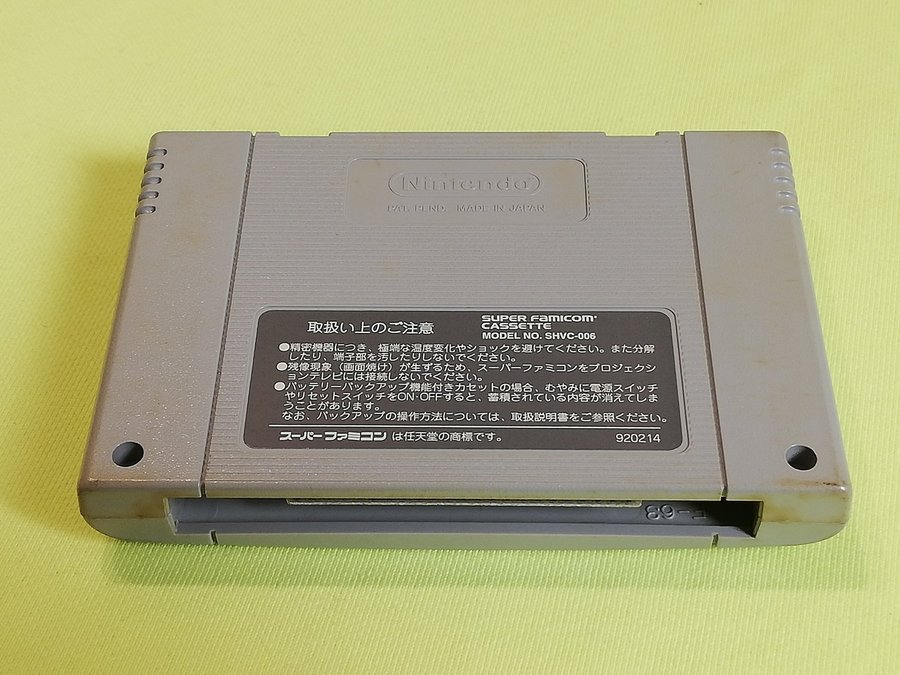 Nintendo
PAT. PEND. MADE IN JAPAN
取扱い上のご注意
SUPER FAMICOM
CASSETTE
MODEL NO. SHVC-006
●精密機器につき、極端な温度変化やショックを避けてください。また分解
したり、端子部を汚したりしないでください。
●残像現象（画面焼け）が生ずるため、スーパーファミコンをプロジェクシ
ョンテレビには接続しないでください。
●バッテリーバックアップ機能付きカセットの場合、むやみに電源スイッチ
やリセットスイッチをON・OFFすると、蓄積されている内容が消えてしま
うことがあります。
なお、バックアップの操作方法については、取扱説明書をご参照ください。
スーパーファミコン は任天堂の商標です。
920214